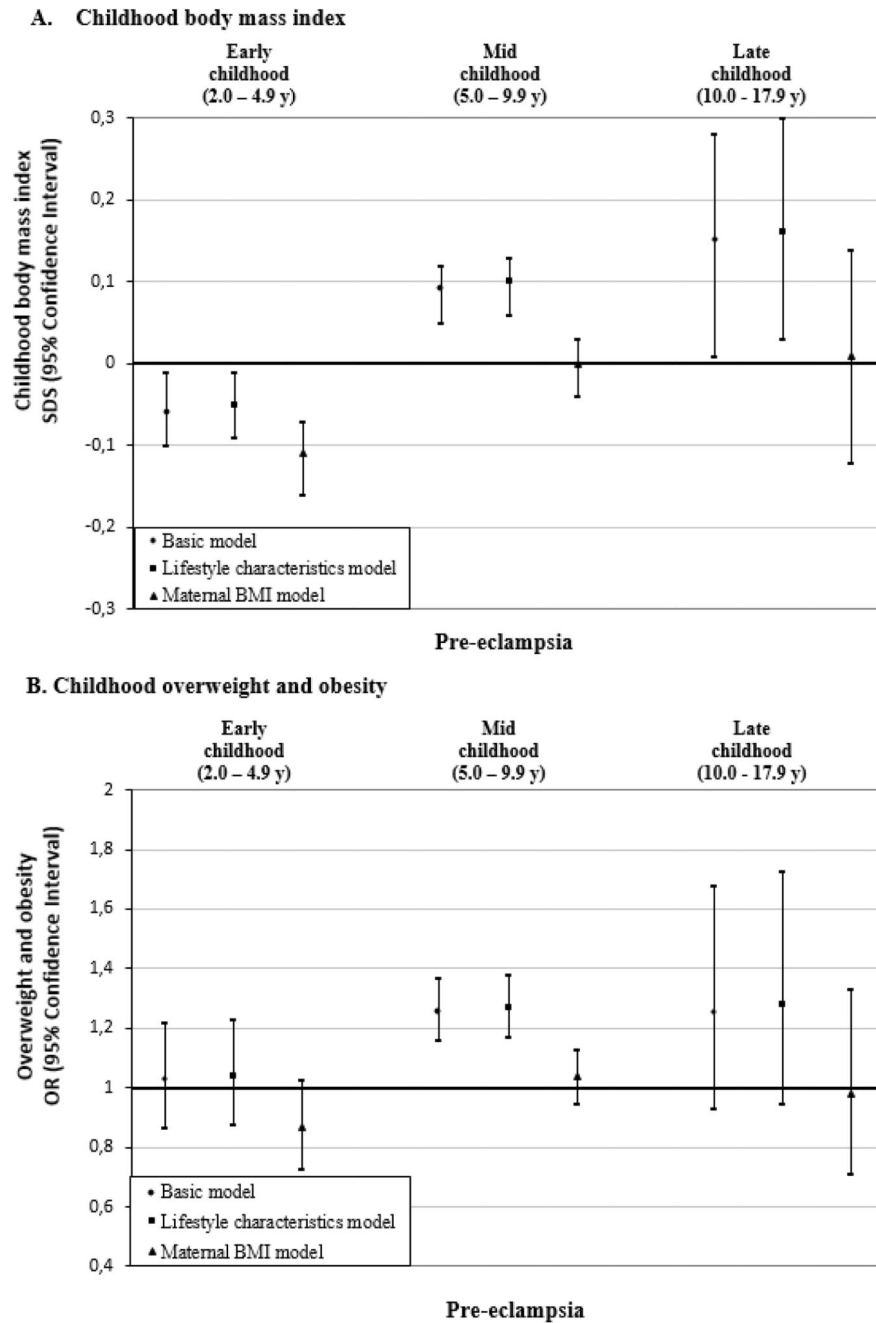 A. Childhood body mass index
Early
childhood
(2.0 – 4.9 y)
Mid
childhood
(5.0 – 9.9 y)
Late
childhood
(10.0 - 17.9 y)
Childhood body mass index
SDS (95% Confidence Interval)
0,3
0,2
0,1
0
-0,1
-0,2
-0,3
Basic model
Lifestyle characteristics model
Maternal BMI model
Pre-eclampsia
B. Childhood overweight and obesity
Early
childhood
(2.0 – 4.9 y)
Mid
childhood
(5.0 – 9.9 y)
Late
childhood
(10.0 - 17.9 y)
Overweight and obesity
OR (95% Confidence Interval)
2
1,8
1,6
1,4
1,2
1
0,8
0,6
0,4
Basic model
Lifestyle characteristics model
Maternal BMI model
Pre-eclampsia